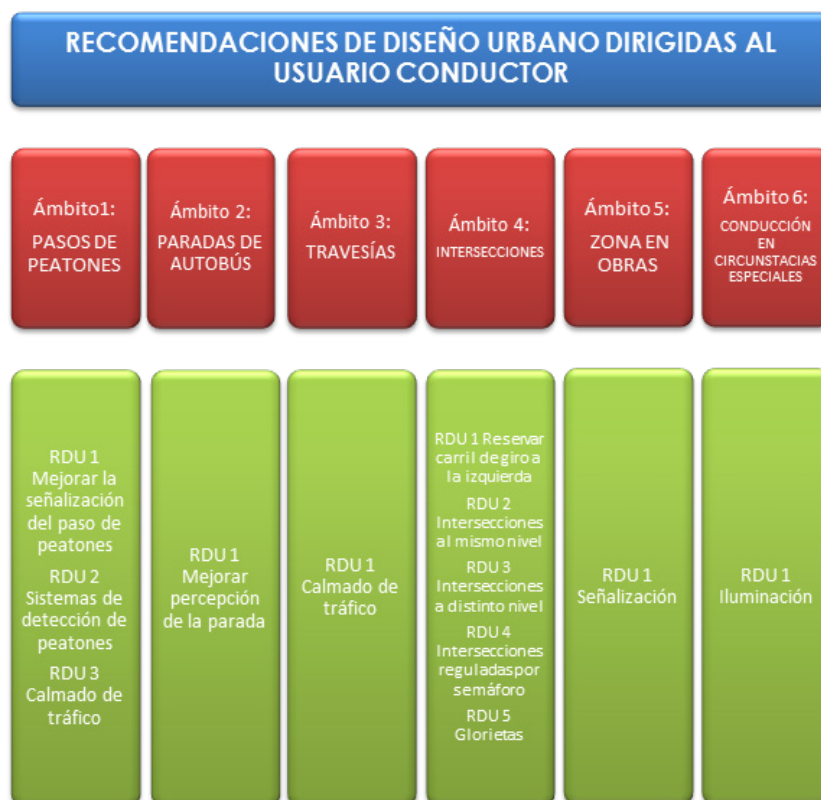 RECOMENDACIONES DE DISEÑO URBANO DIRIGIDAS AL
USUARIO CONDUCTOR
Ámbito1:
PASOS DE
PEATONES
Ámbito 2:
PARADAS DE
AUTOBÚS
Ámbito 3:
TRAVESÍAS
Ámbito 4:
INTERSECCIONES
Ámbito 5:
ZONA EN
OBRAS
Ámbito 6:
CONDUCCIÓN
EN
CIRCUNSTACIAS
ESPECIALES
RDU 1
Mejorar la
señalización
del paso de
peatones
RDU 2
Sistemas de
detección de
peatones
RDU 3
Calmado de
tráfico
RDU 1
Mejorar
percepción
de la parada
RDU 1
Calmado de
tráfico
RDU 1 Reservar
carril de giro a
la izquierda
RDU 2
Intersecciones
al mismo nivel
RDU 3
Intersecciones
a distinto nivel
RDU 4
Intersecciones
reguladas por
semáforo
RDU 5
Glorietas
RDU 1
Señalización
RDU 1
Iluminación